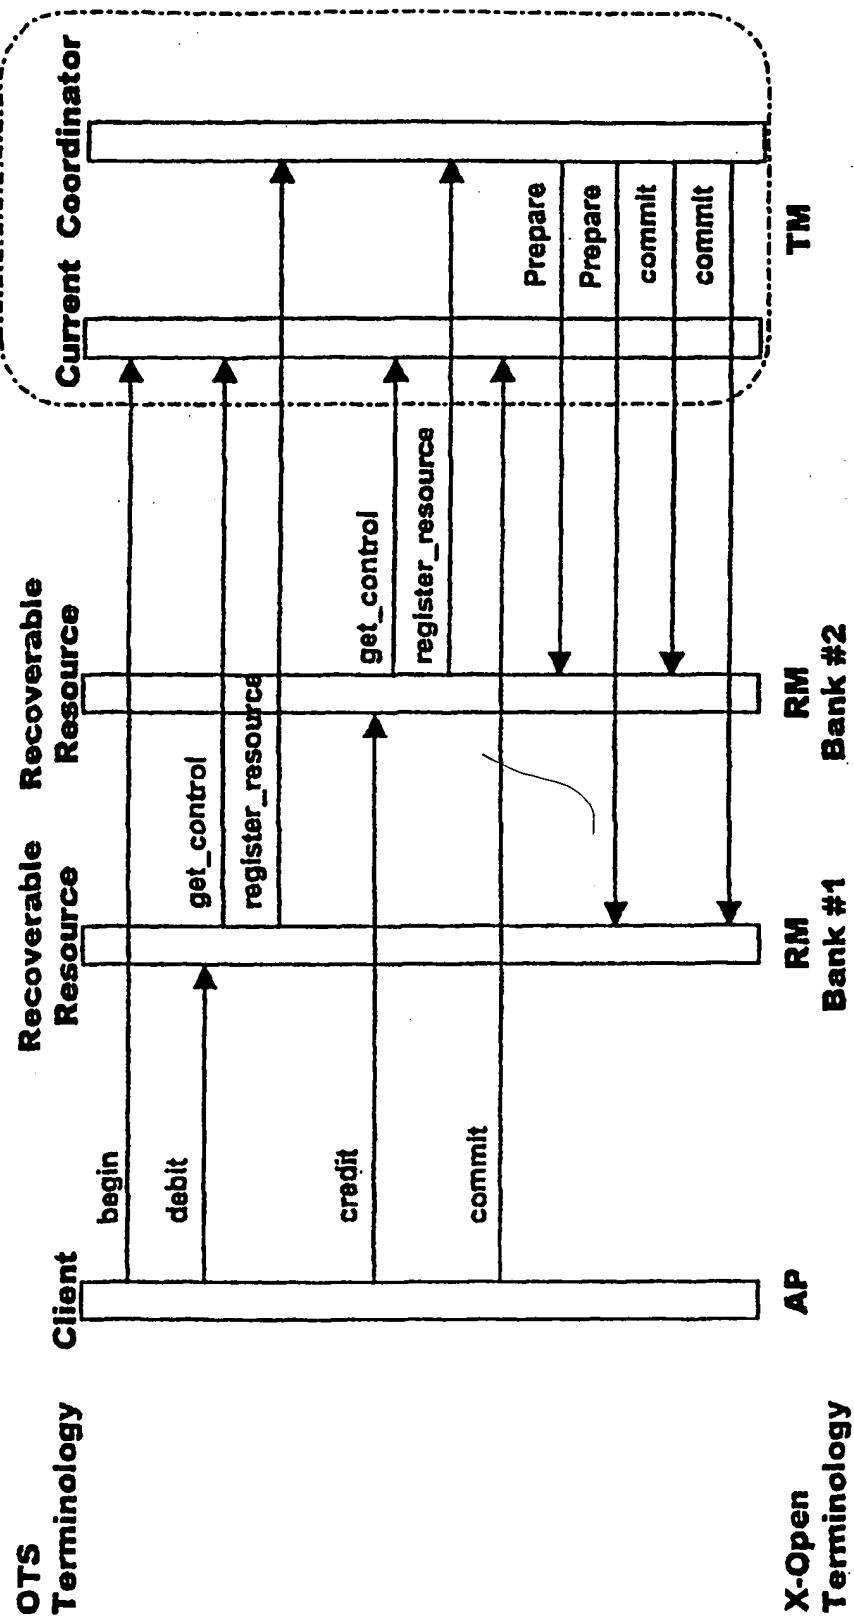 OTS
Terminology
Client
Recoverable
Resource
Recoverable
Resource
Current Coordinator
begin
debit
get_control
register_resource
credit
get_control
register_resource
commit
Prepare
Prepare
commit
commit
X-Open
Terminology
AP
RM
Bank #1
RM
Bank #2
TM